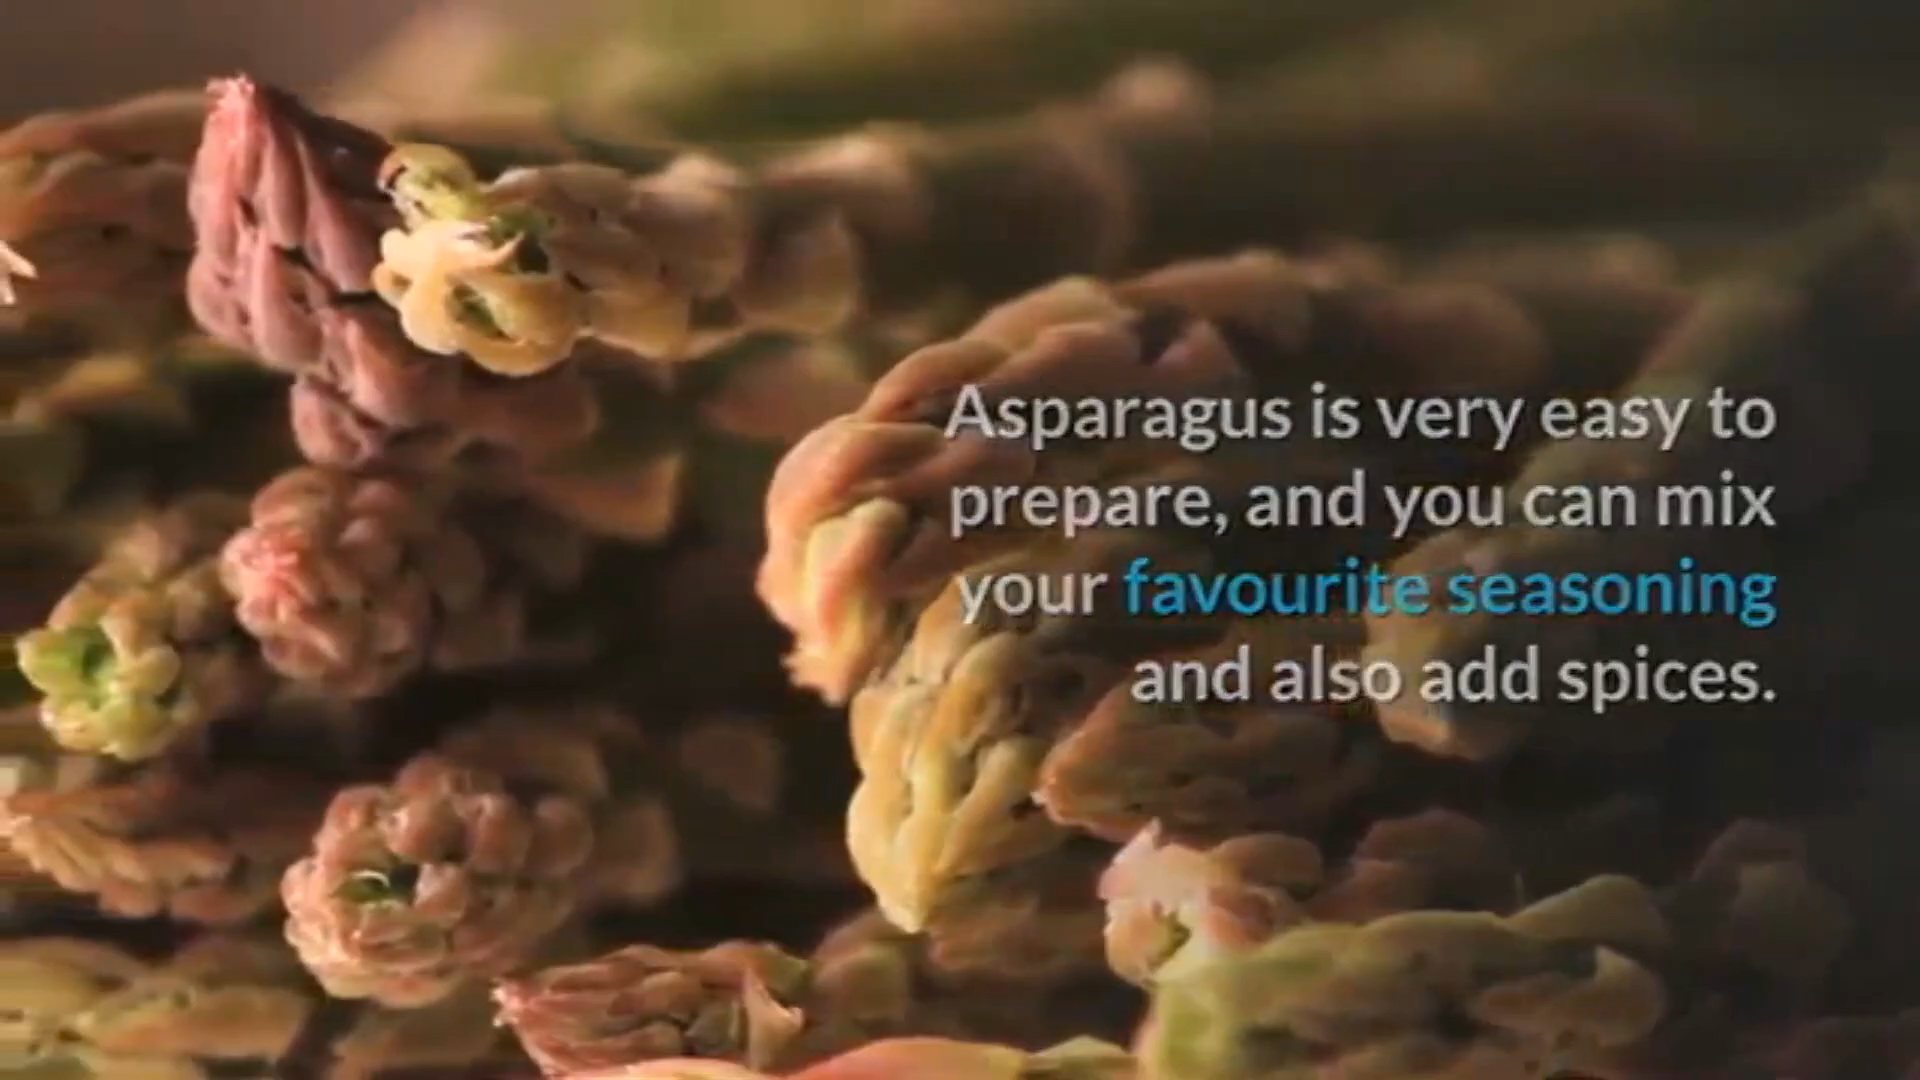 Asparagus is very easy to
prepare, and you can mix
your favourite seasoning
and also add spices.